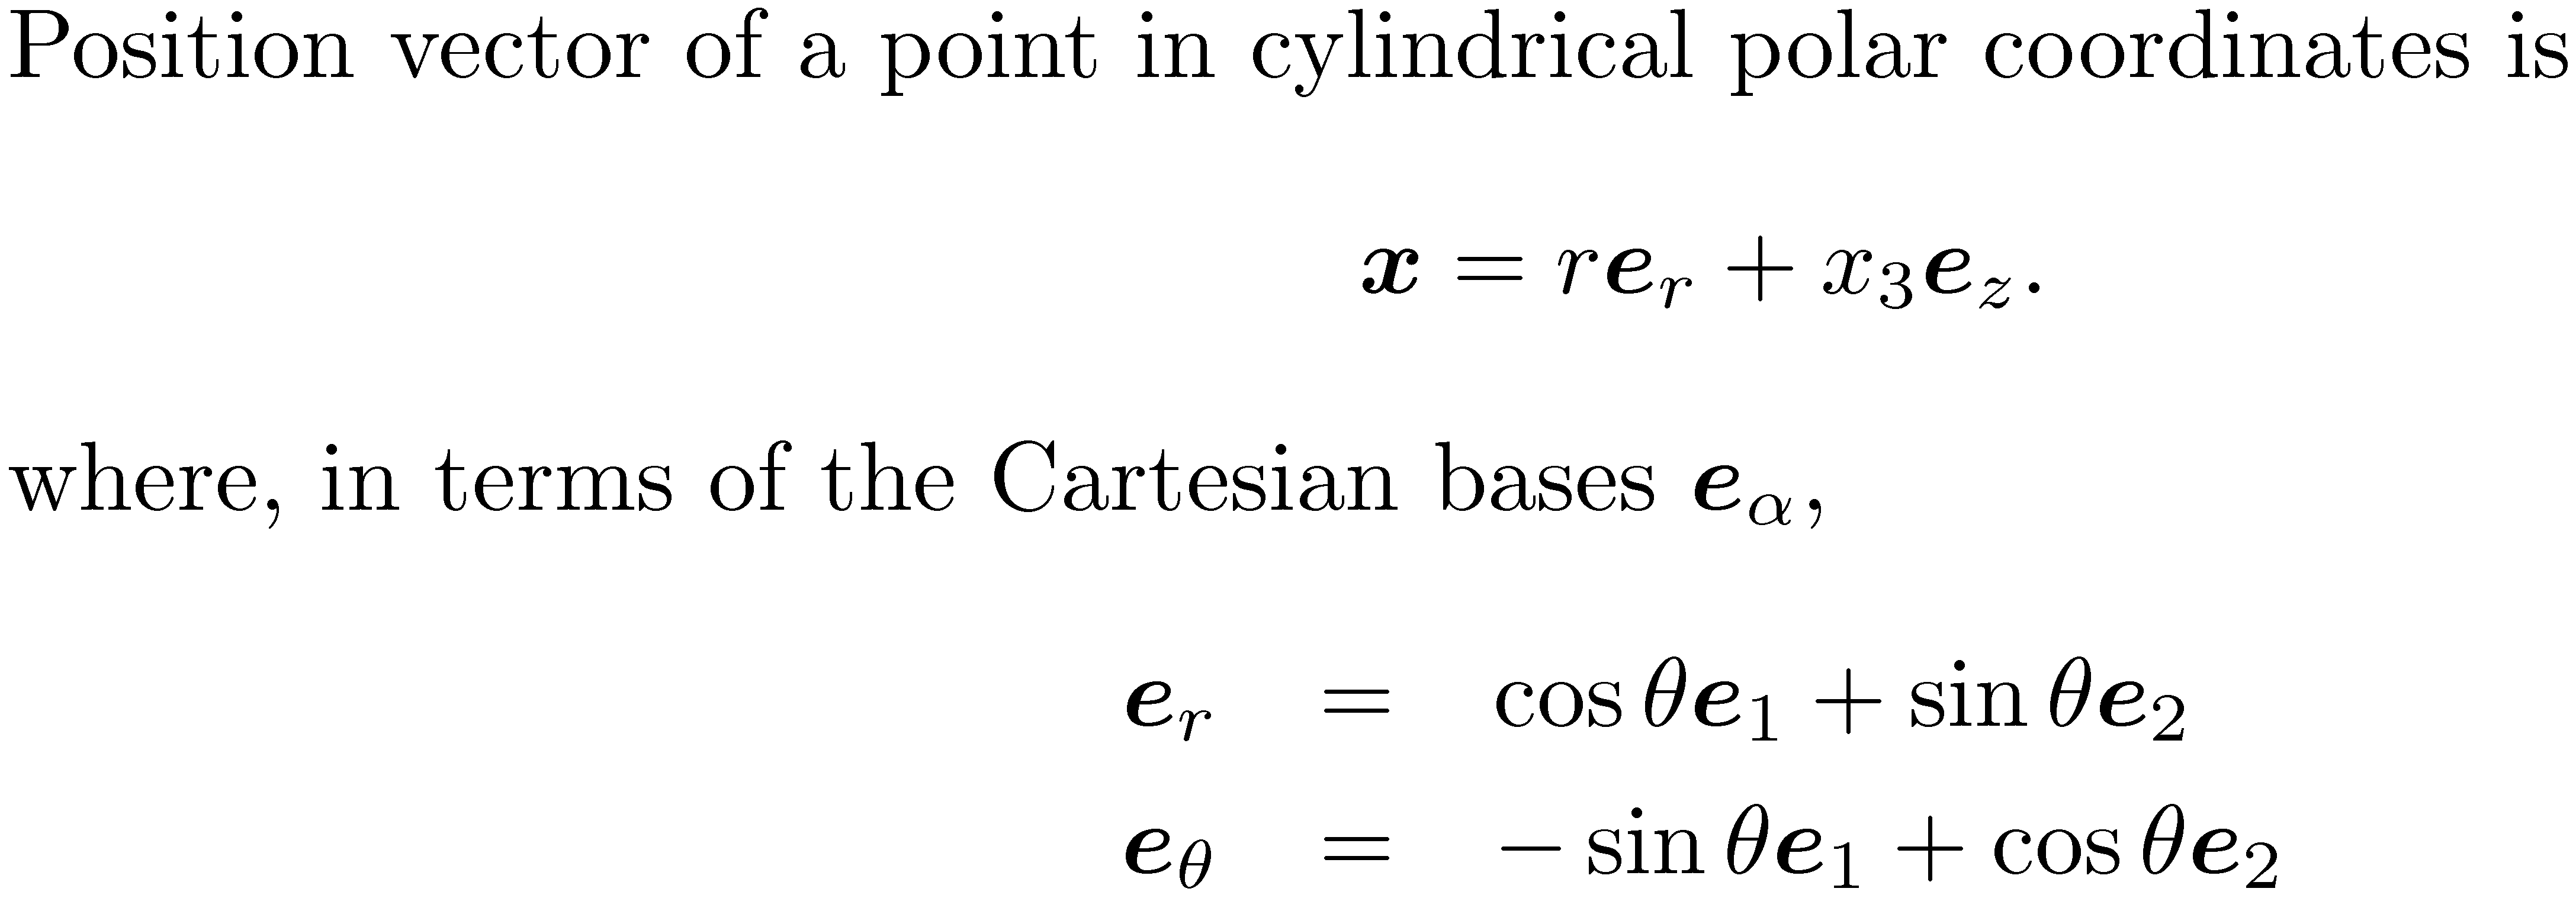 Position vector of a point in cylindrical polar coordinates is
𝒙 = r𝒆_r + x_3𝒆_z.
where, in terms of the Cartesian bases 𝒆_α,
𝒆_r = cos θ𝒆_1 + sin θ𝒆_2
𝒆_θ = − sin θ𝒆_1 + cos θ𝒆_2